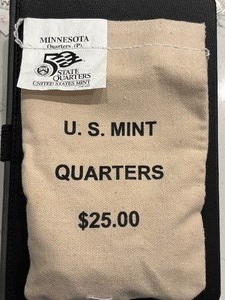 MINNESOTA
Quarters (P)
50
STATE
QUARTERS
UNITED STATES MINT
U. S. MINT
QUARTERS
$25.00